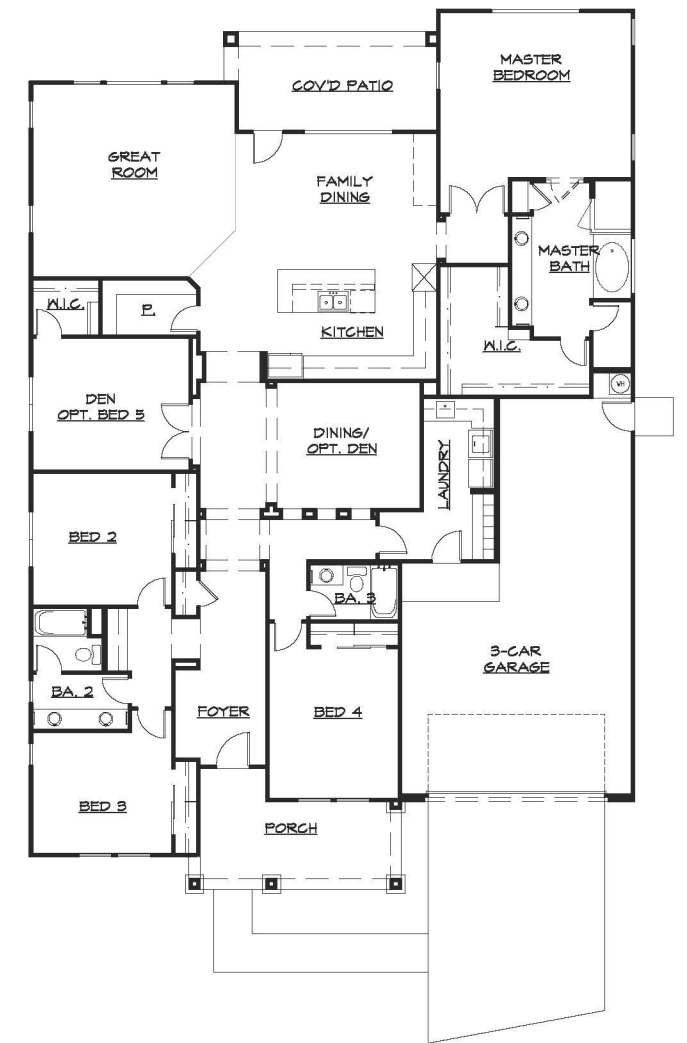 MASTER
BEDROOM
COV'D PATIO
GREAT
ROOM
FAMILY
DINING
MASTER
BATH
W.I.C.
P.
KITCHEN
W.I.C.
WH
DEN
OPT. BED 5
DINING/
OPT. DEN
LAUNDRY
BED 2
BA. 3
3-CAR
GARAGE
BA. 2
FOYER
BED 4
BED 3
PORCH